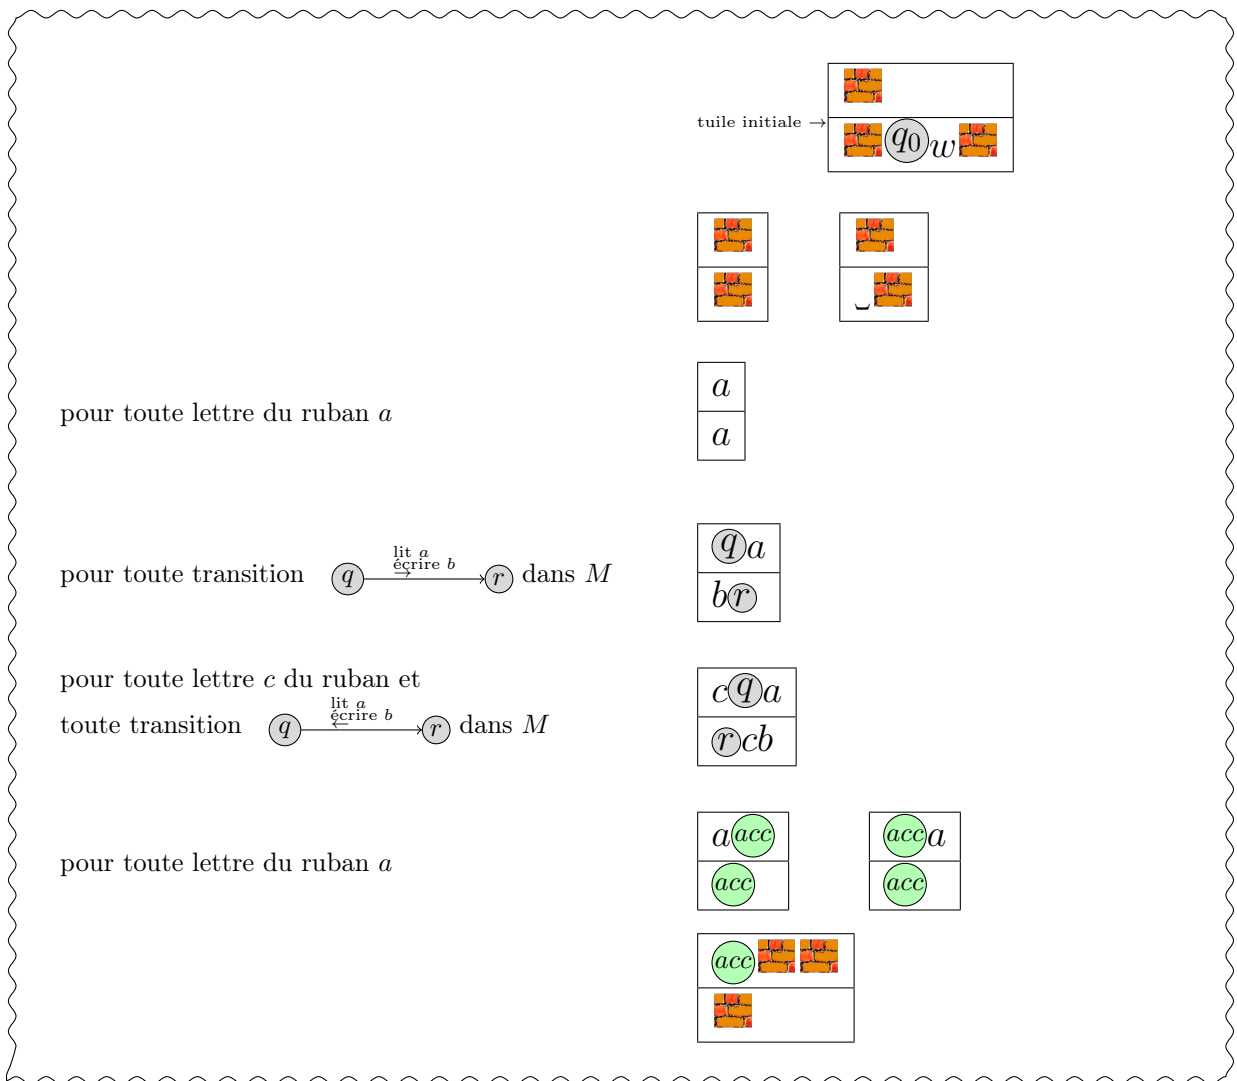 tuile initiale →
q₀ w
␣
pour toute lettre du ruban a
a
a
pour toute transition q lit a écrire b → r dans M
q a
b r
pour toute lettre c du ruban et
toute transition q lit a écrire b ← r dans M
c q a
r c b
pour toute lettre du ruban a
a acc
acc
acc a
acc
acc